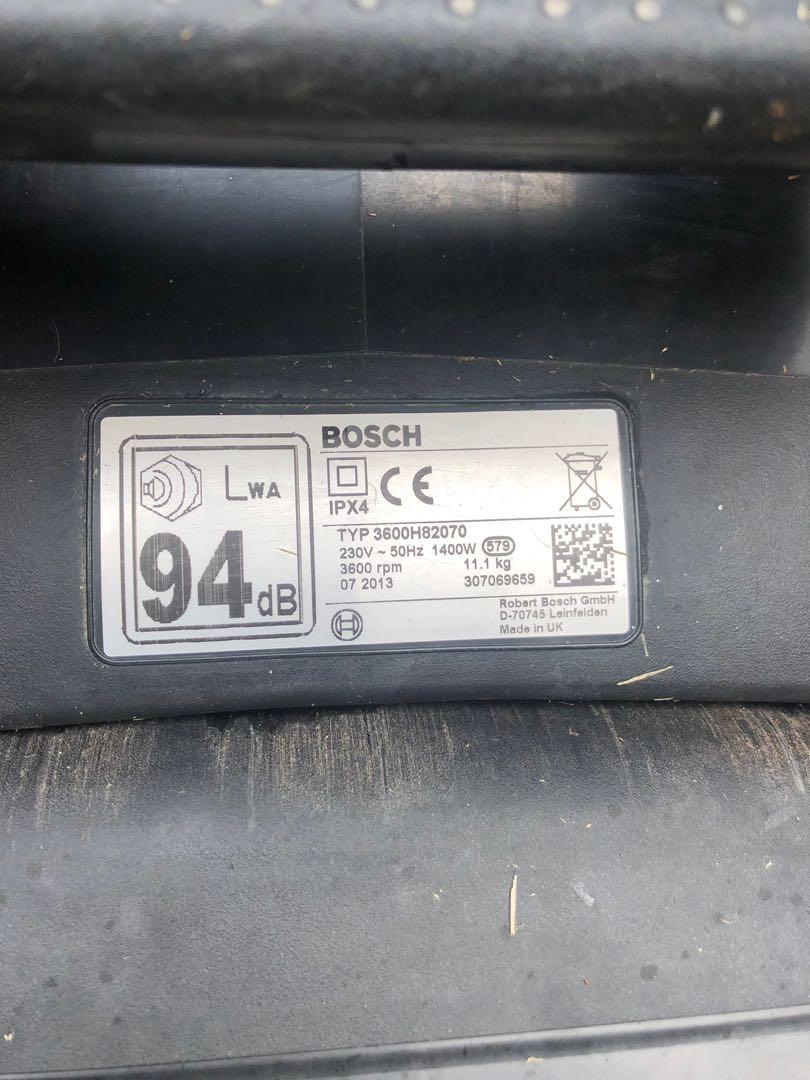 LWA
94dB
BOSCH
IPX4 CE
TYP 3600H82070
230V ~ 50Hz 1400W 579
3600 rpm 11.1 kg
07 2013 307069659
Robert Bosch GmbH
D-70745 Leinfelden
Made in UK